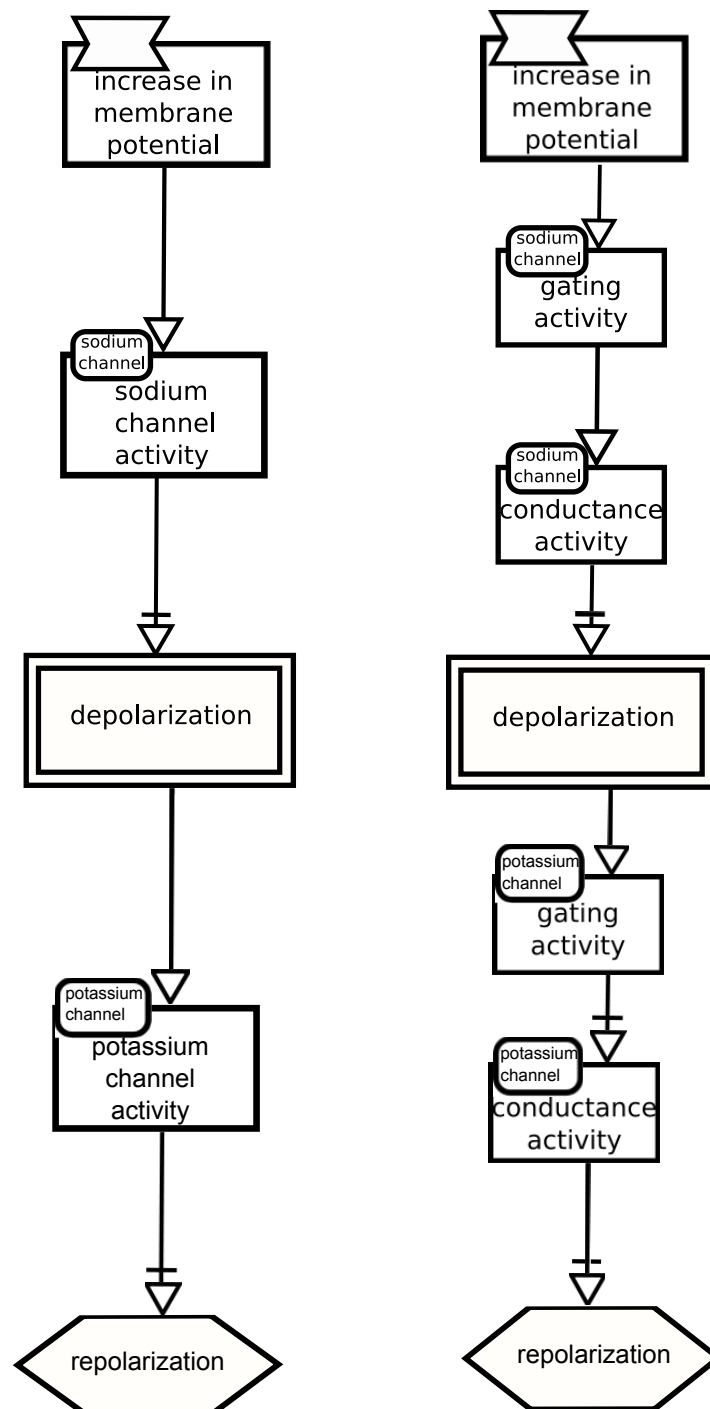 increase in
membrane
potential
sodium
channel
sodium
channel
activity
depolarization
potassium
channel
potassium
channel
activity
repolarization
increase in
membrane
potential
sodium
channel
gating
activity
sodium
channel
conductance
activity
depolarization
potassium
channel
gating
activity
potassium
channel
conductance
activity
repolarization